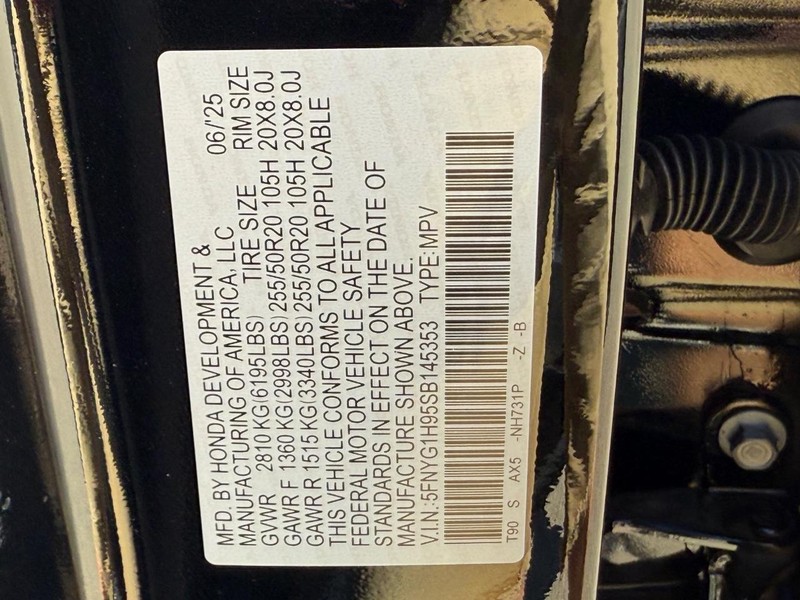 MFD. BY HONDA DEVELOPMENT &
MANUFACTURING OF AMERICA, LLC 06/'25
GVWR 2810 KG(6195LBS) TIRE SIZE RIM SIZE
GAWR F 1360 KG(2998LBS) 255/50R20 105H 20X8.0J
GAWR R 1515 KG(3340LBS) 255/50R20 105H 20X8.0J
THIS VEHICLE CONFORMS TO ALL APPLICABLE
FEDERAL MOTOR VEHICLE SAFETY
STANDARDS IN EFFECT ON THE DATE OF
MANUFACTURE SHOWN ABOVE.
V.I.N.:5FNYG1H95SB145353 TYPE:MPV
T90 S AX5 -NH731P -Z -B